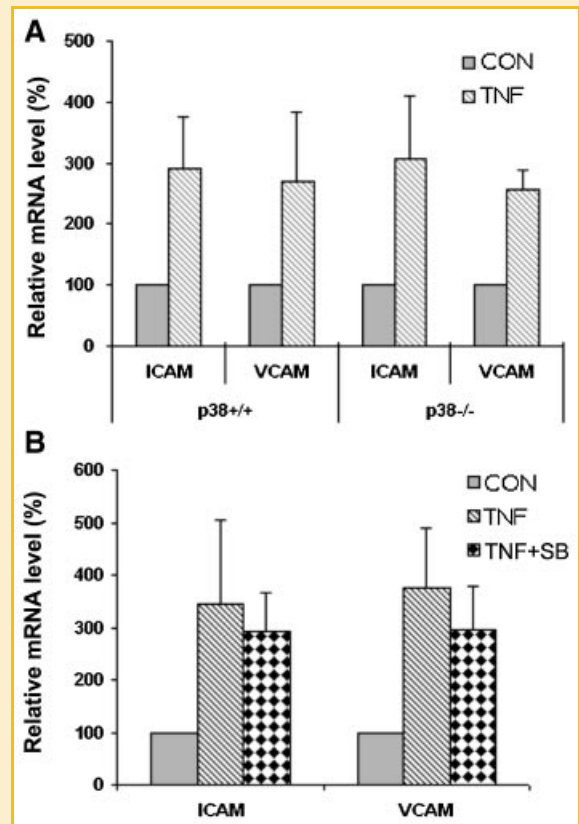 A
500
400
300
200
100
0
Relative mRNA level (%)
CON
TNF
ICAM VCAM ICAM VCAM
p38+/+ p38-/-
B
600
500
400
300
200
100
0
Relative mRNA level (%)
CON
TNF
TNF+SB
ICAM VCAM